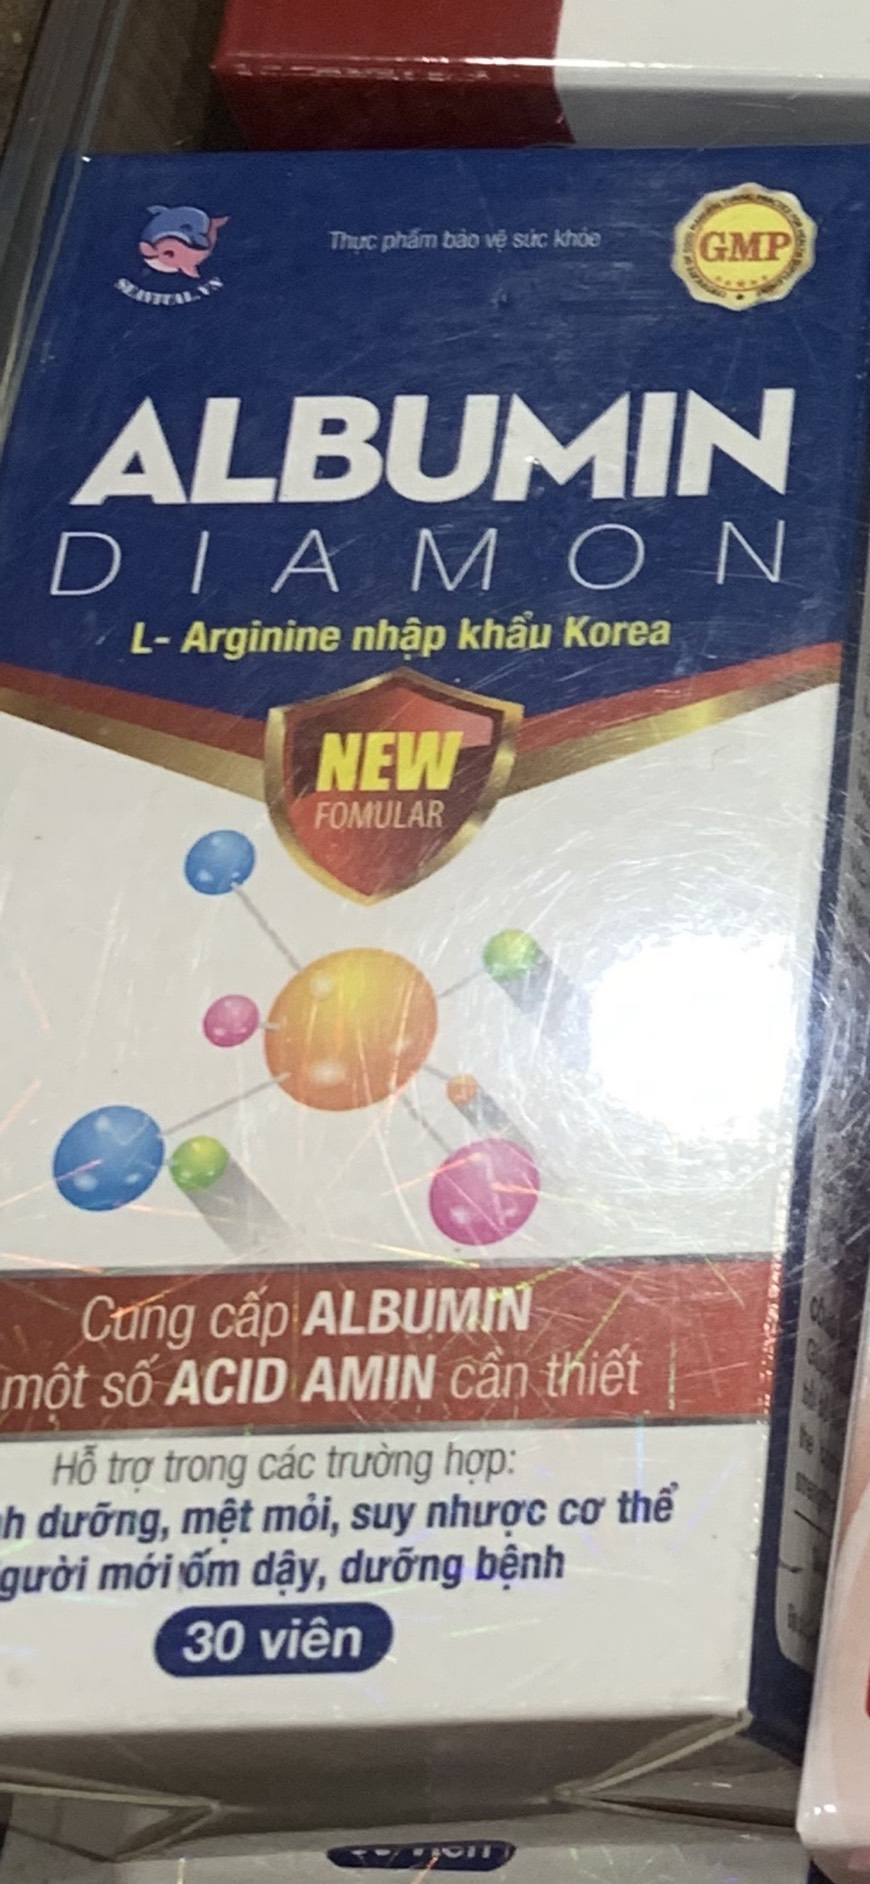 Thực phẩm bảo vệ sức khỏe
GMP
SEAVITAL.VN
ALBUMIN
DIAMON
L- Arginine nhập khẩu Korea
NEW
FOMULAR
Cung cấp ALBUMIN
một số ACID AMIN cần thiết
Hỗ trợ trong các trường hợp:
dưỡng, mệt mỏi, suy nhược cơ thể
mới ốm dậy, dưỡng bệnh
30 viên